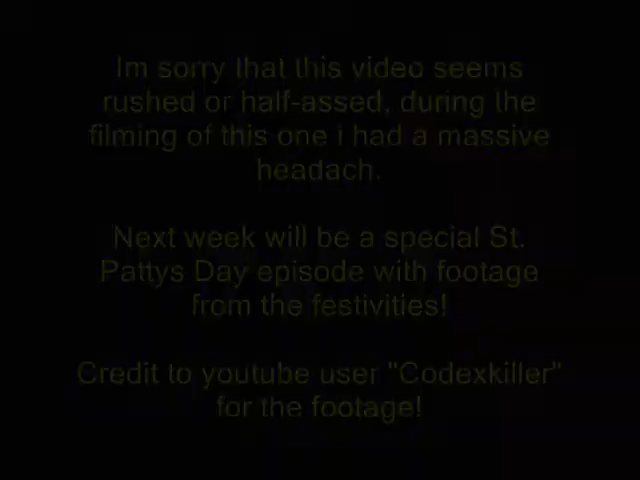 Im sorry that this video seems
rushed or half-assed, during the
filming of this one i had a massive
headach.
Next week will be a special St.
Pattys Day episode with footage
from the festivities!
Credit to youtube user "Codexkiller"
for the footage!